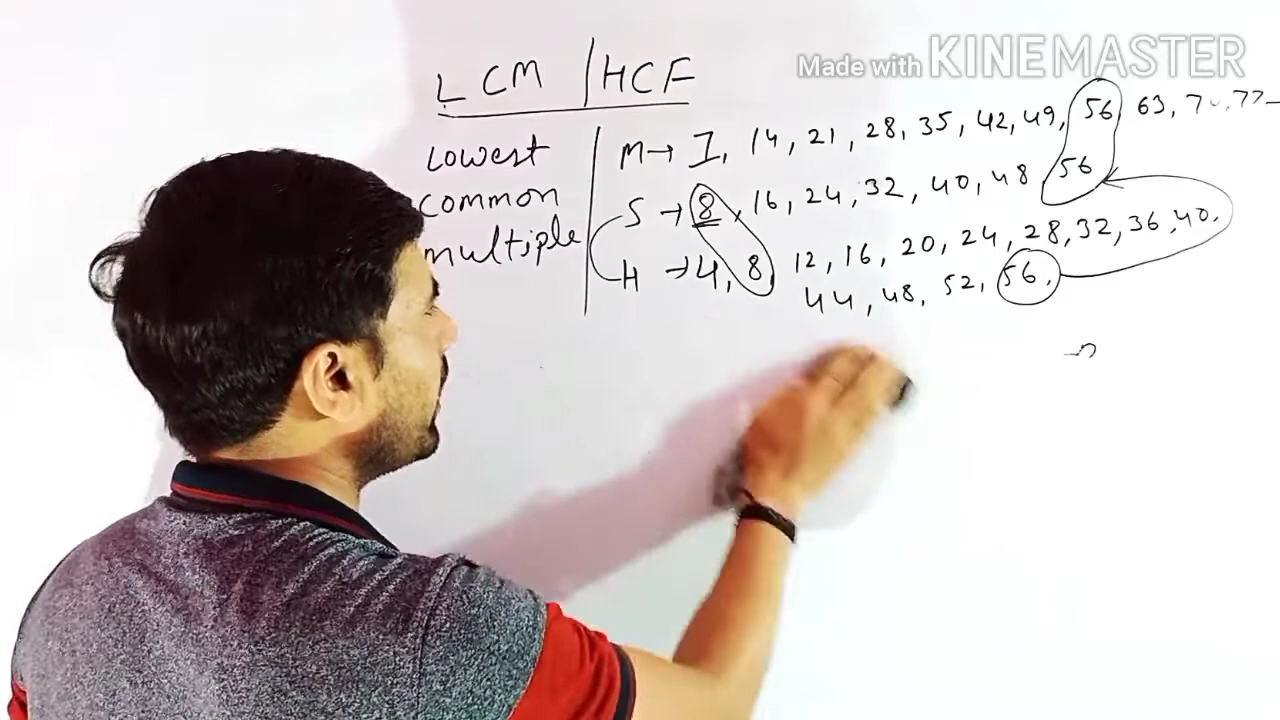 Made with KINEMASTER
LCM / HCF
Lowest
common
multiple
M → 7, 14, 21, 28, 35, 42, 49, 56, 63, 70, 77
S → 8, 16, 24, 32, 40, 48 56
H → 4, 8, 12, 16, 20, 24, 28, 32, 36, 40,
44, 48, 52, 56,